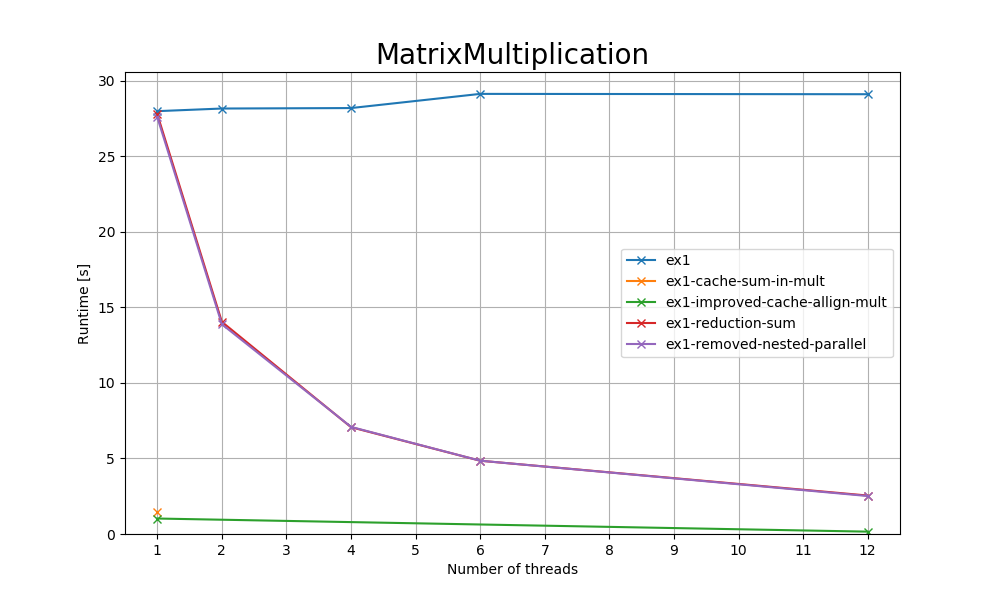 MatrixMultiplication
Runtime [s]
30
25
20
15
10
5
0
ex1
ex1-cache-sum-in-mult
ex1-improved-cache-allign-mult
ex1-reduction-sum
ex1-removed-nested-parallel
1 2 3 4 5 6 7 8 9 10 11 12
Number of threads